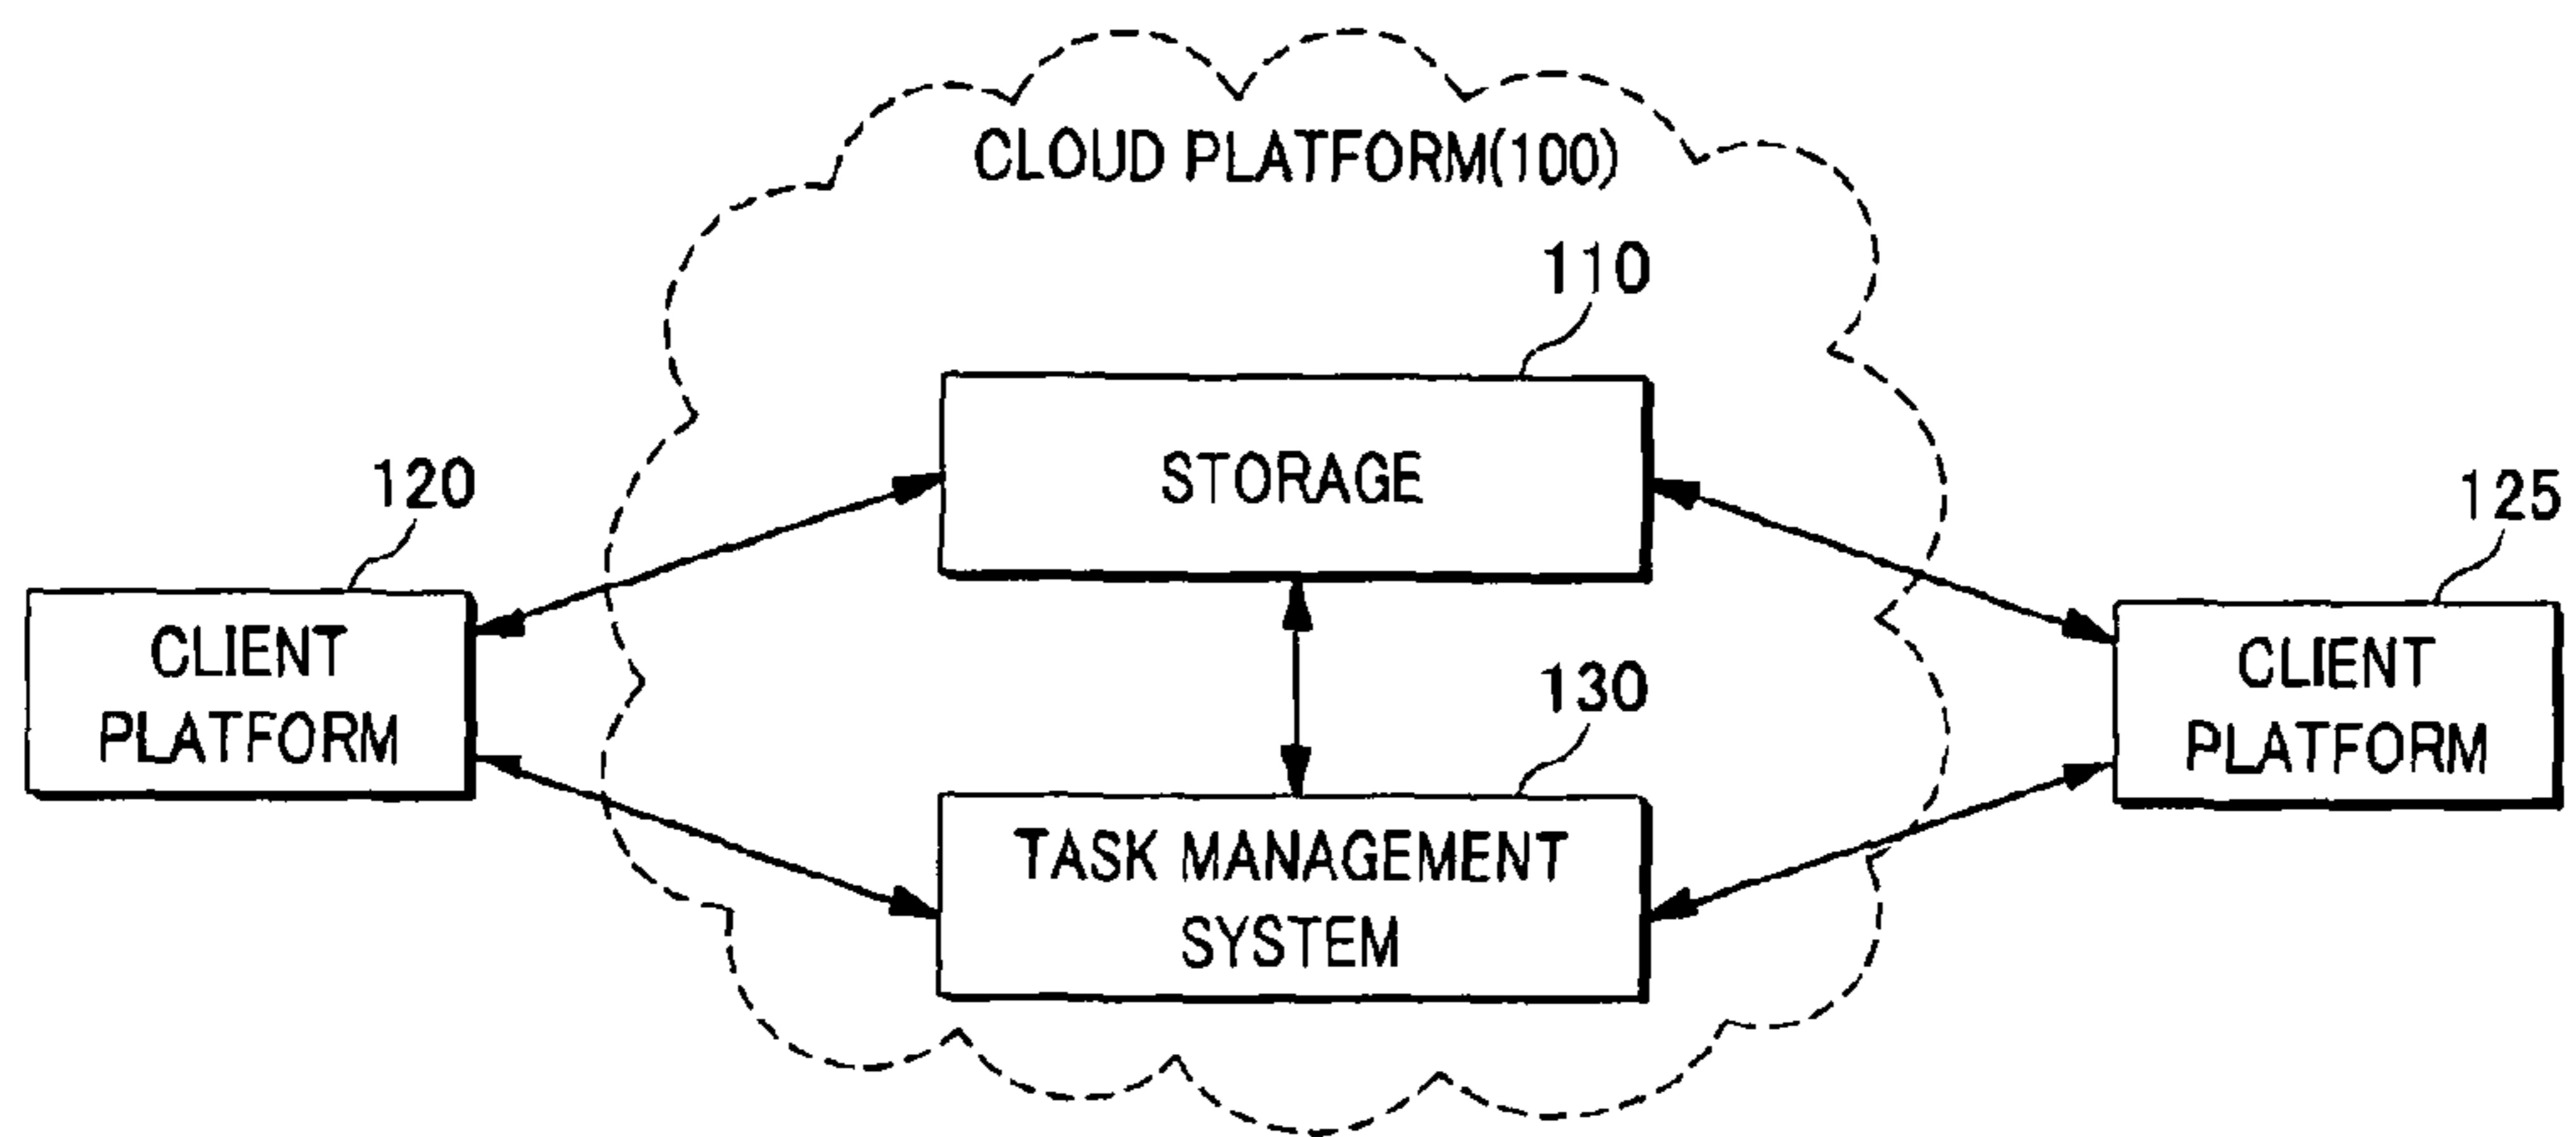 CLOUD PLATFORM(100)
110
STORAGE
120
CLIENT
PLATFORM
125
CLIENT
PLATFORM
130
TASK MANAGEMENT
SYSTEM